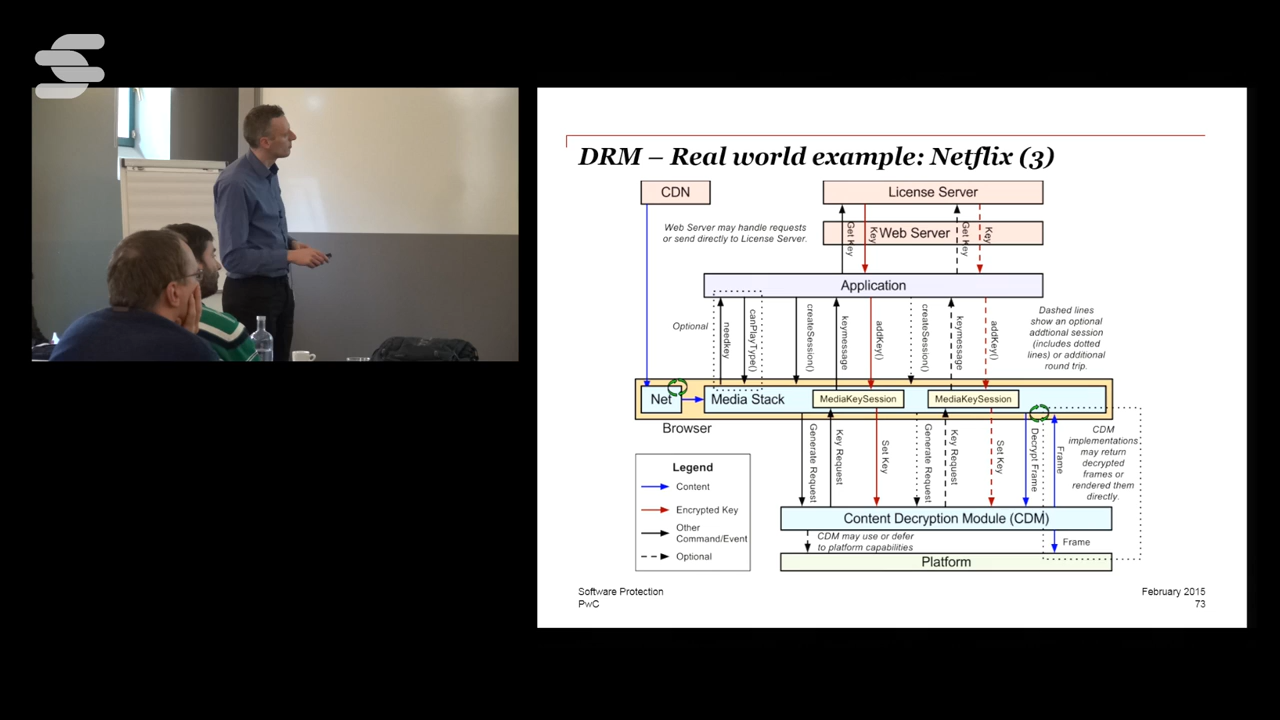 DRM – Real world example: Netflix (3)
CDN
License Server
Web Server may handle requests
or send directly to License Server.
Get Key
Key
Web Server
Get Key
Key
Application
Optional
needkey
canPlayType()
createSession()
keymessage
addKey()
createSession()
keymessage
addKey()
Dashed lines
show an optional
addtional session
(includes dotted
lines) or additional
round trip.
Net
Media Stack
MediaKeySession
MediaKeySession
Browser
Generate Request
Key Request
Set Key
Generate Request
Key Request
Set Key
Decrypt Frame
Frame
CDM
implementations
may return
decrypted
frames or
rendered them
directly.
Legend
Content
Encrypted Key
Other
Command/Event
Optional
Content Decryption Module (CDM)
CDM may use or defer
to platform capabilities
Frame
Platform
Software Protection
PwC
February 2015
73